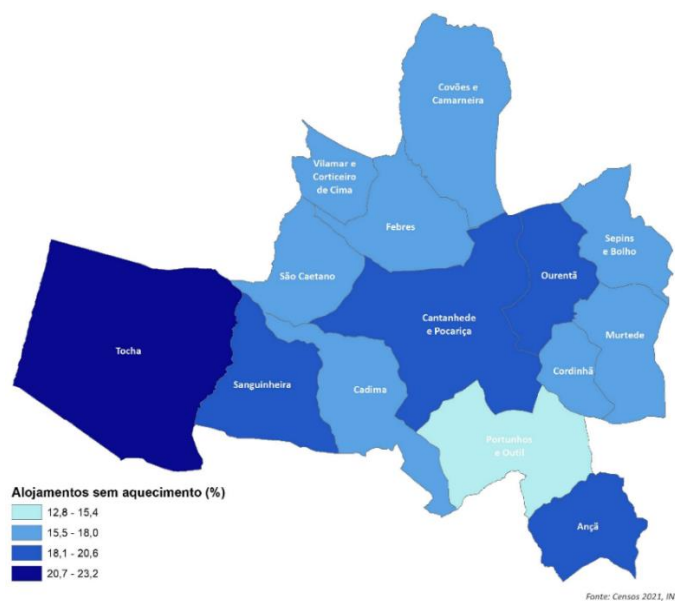 Covões e
Camarneira
Vilamar e
Corticeiro
de Cima
Febres
Sepins
e Bolho
São Caetano
Ourentã
Cantanhede
e Pocariça
Murtede
Tocha
Cordinhã
Sanguinheira
Cadima
Portunhos
e Outil
Ançã
Alojamentos sem aquecimento (%)
12,8 - 15,4
15,5 - 18,0
18,1 - 20,6
20,7 - 23,2
Fonte: Censos 2021, IN